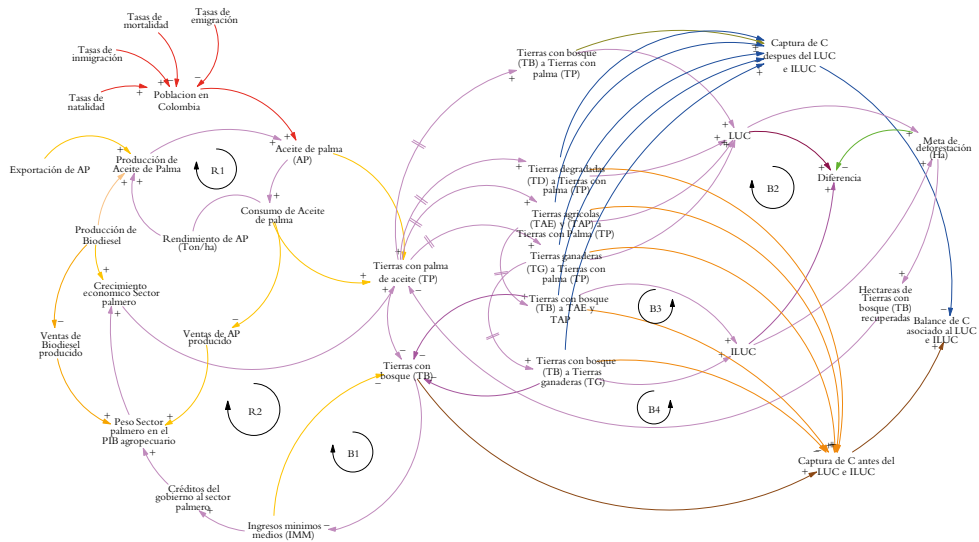 Tasas de
mortalidad
Tasas de
emigración
Tasas de
inmigración
Tasas de
natalidad
Poblacion en
Colombia
Exportación de AP
Producción de
Aceite de Palma
R.1
Aceite de palma
(AP)
Consumo de Aceite
de palma
Rendimiento de AP
(Ton/ha)
Producción de
Biodiesel
Crecimiento
económico Sector
palmero
Ventas de
Biodiesel
producido
Ventas de AP
producido
Peso Sector
palmero en el
PIB agropecuario
R2
B1
Créditos del
gobierno al sector
palmero
Ingresos minimos
medios (IMM)
Tierras con palma
de aceite (TP)
Tierras con
bosque (TB)
Tierras con bosque
(TB) a Tierras con
palma (TP)
Tierras degradadas
(TD) a Tierras con
palma (TP)
Tierras agrícolas
(TAE) y (TAP) a
Tierras con Palma (TP)
Tierras ganaderas
(TG) a Tierras con
palma (TP)
Tierras con bosque
(TB) a TAE y
TAP
Tierras con bosque
(TB) a Tierras
ganaderas (TG)
B3
B4
Captura de C
despues del LUC
e ILUC
LUC
B2
Diferencia
Meta de
deforestación
(Ha)
Hectareas de
Tierras con
bosque (TB)
recuperadas
Balance de C
asociado al LUC
e ILUC
ILUC
Captura de C antes del
LUC e ILUC